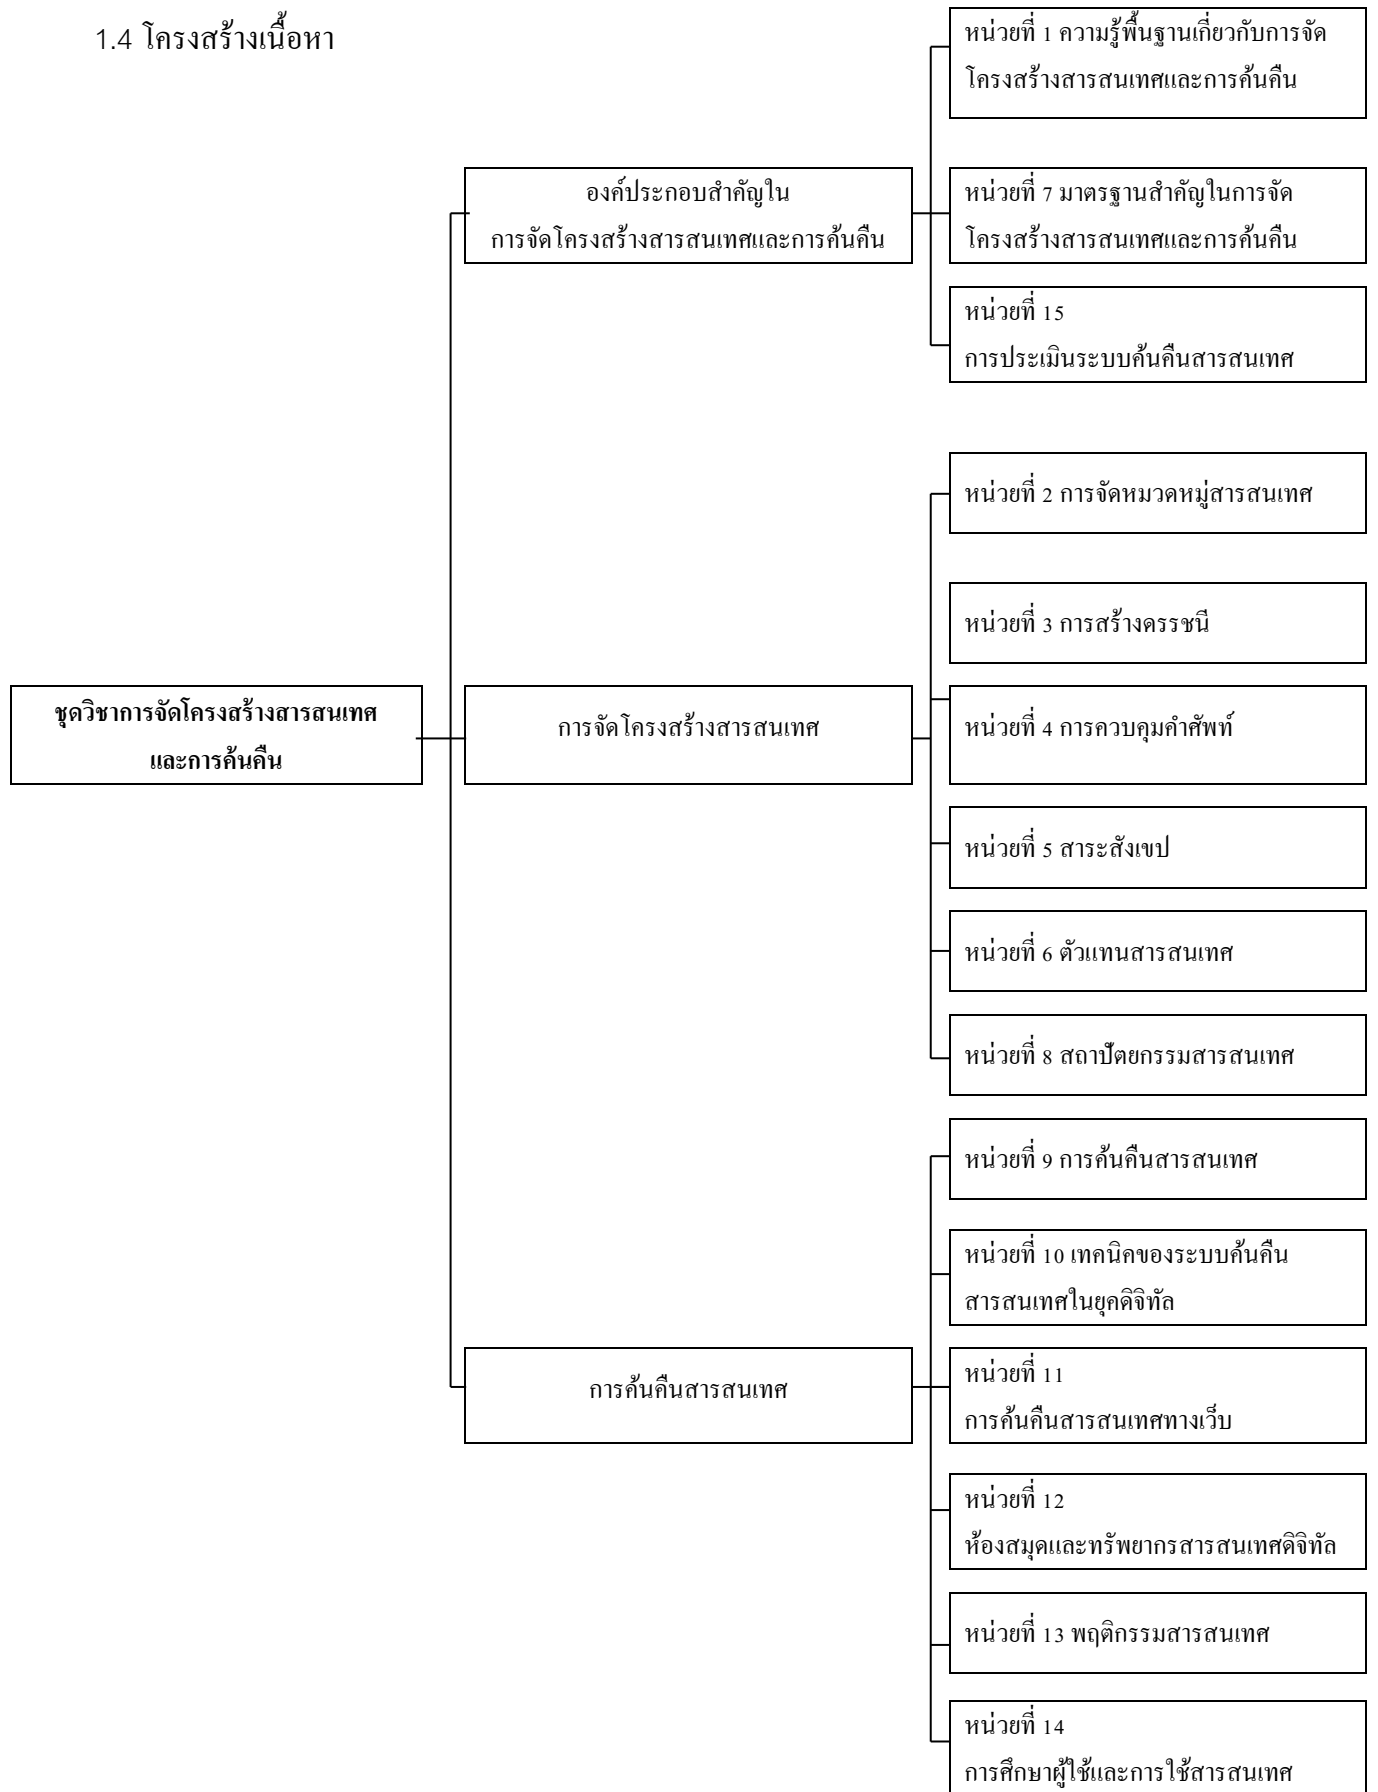 1.4 โครงสร้างเนื้อหา
หน่วยที่ 1 ความรู้พื้นฐานเกี่ยวกับการจัด
โครงสร้างสารสนเทศและการค้นคืน
องค์ประกอบสำคัญใน
การจัดโครงสร้างสารสนเทศและการค้นคืน
หน่วยที่ 7 มาตรฐานสำคัญในการจัด
โครงสร้างสารสนเทศและการค้นคืน
หน่วยที่ 15
การประเมินระบบค้นคืนสารสนเทศ
หน่วยที่ 2 การจัดหมวดหมู่สารสนเทศ
หน่วยที่ 3 การสร้างดรรชนี
ชุดวิชาการจัดโครงสร้างสารสนเทศ
และการค้นคืน
การจัดโครงสร้างสารสนเทศ
หน่วยที่ 4 การควบคุมคำศัพท์
หน่วยที่ 5 สาระสังเขป
หน่วยที่ 6 ตัวแทนสารสนเทศ
หน่วยที่ 8 สถาปัตยกรรมสารสนเทศ
หน่วยที่ 9 การค้นคืนสารสนเทศ
หน่วยที่ 10 เทคนิคของระบบค้นคืน
สารสนเทศในยุคดิจิทัล
การค้นคืนสารสนเทศ
หน่วยที่ 11
การค้นคืนสารสนเทศทางเว็บ
หน่วยที่ 12
ห้องสมุดและทรัพยากรสารสนเทศดิจิทัล
หน่วยที่ 13 พฤติกรรมสารสนเทศ
หน่วยที่ 14
การศึกษาผู้ใช้และการใช้สารสนเทศ